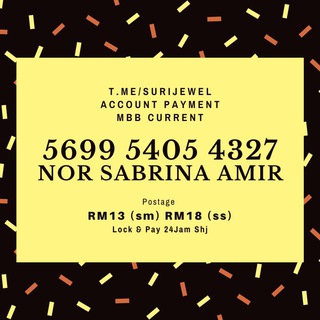 T.ME/SURIJEWEL
ACCOUNT PAYMENT
MBB CURRENT
5699 5405 4327
NOR SABRINA AMIR
Postage
RM13 (sm) RM18 (ss)
Lock & Pay 24Jam Shj